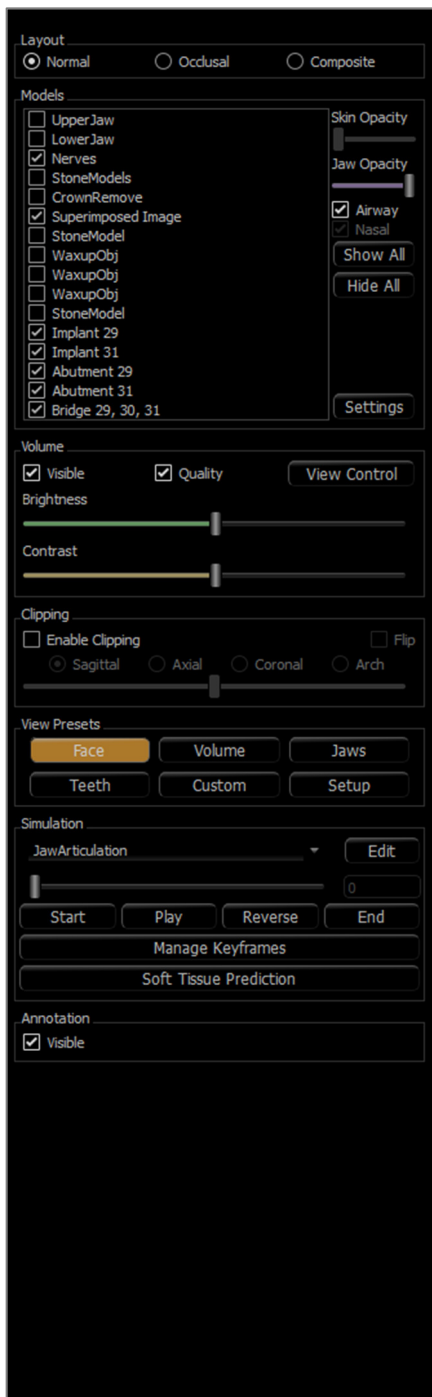 Layout
Normal Occlusal Composite
Models
UpperJaw
LowerJaw
Nerves
StoneModels
CrownRemove
Superimposed Image
StoneModel
WaxupObj
WaxupObj
WaxupObj
StoneModel
Implant 29
Implant 31
Abutment 29
Abutment 31
Bridge 29, 30, 31
Skin Opacity
Jaw Opacity
Airway
Nasal
Show All
Hide All
Settings
Volume
Visible Quality View Control
Brightness
Contrast
Clipping
Enable Clipping Flip
Sagittal Axial Coronal Arch
View Presets
Face Volume Jaws
Teeth Custom Setup
Simulation
JawArticulation Edit
0
Start Play Reverse End
Manage Keyframes
Soft Tissue Prediction
Annotation
Visible